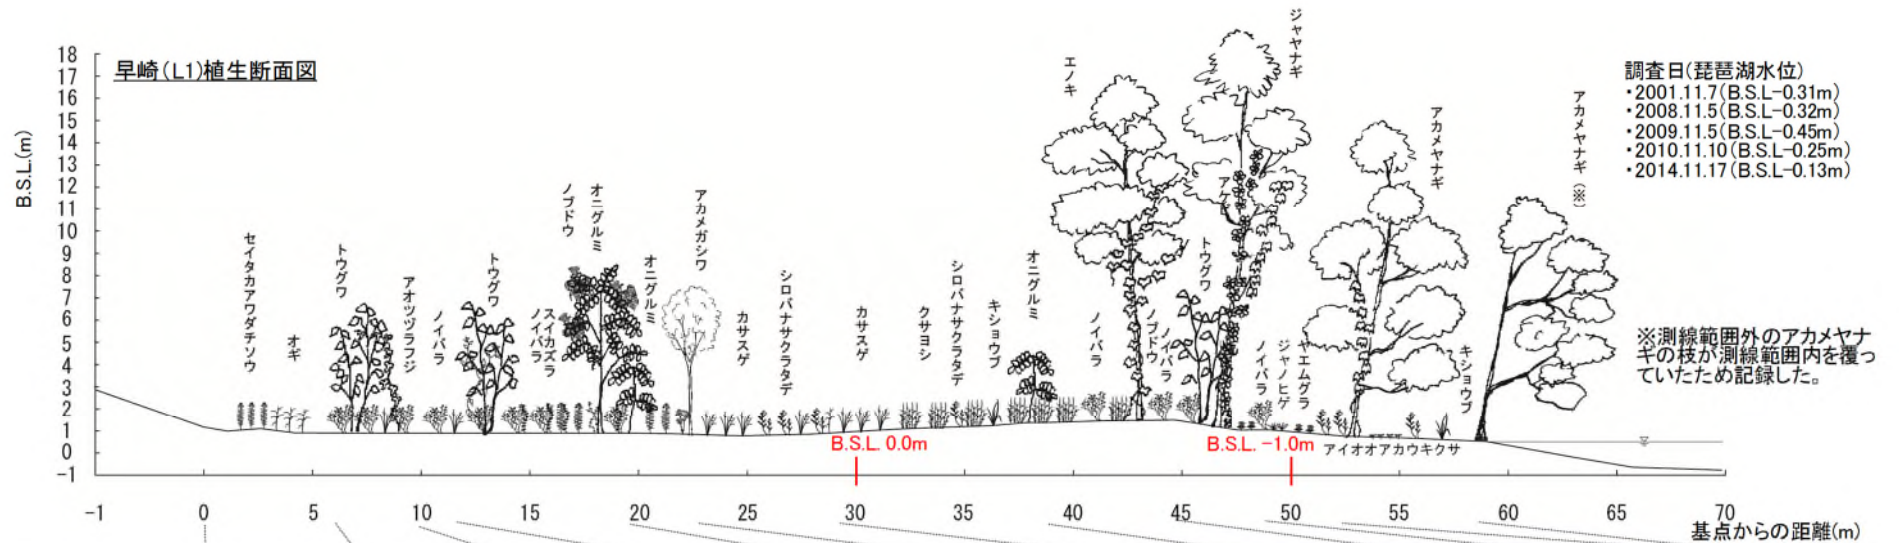 早崎(L1)植生断面図
B.S.L.(m)
18
17
16
15
14
13
12
11
10
9
8
7
6
5
4
3
2
1
0
-1
セイタカアワダチソウ
オギ
トウグワ
アオツヅラフジ
ノイバラ
トウグワ
スイカズラ
ノイバラ
ノブドウ
オニグルミ
オニグルミ
アカメガシワ
カサスゲ
シロバナサクラタデ
カサスゲ
クサヨシ
シロバナサクラタデ
キショウブ
オニグルミ
エノキ
ノイバラ
ノブドウ
ノイバラ
トウグワ
ジャヤナギ
ノイバラ
ジャノヒゲ
ヤエムグラ
アカメヤナギ
キショウブ
アカメヤナギ(※)
アイオオアカウキクサ
B.S.L. 0.0m
B.S.L. -1.0m
調査日(琵琶湖水位)
・2001.11.7(B.S.L-0.31m)
・2008.11.5(B.S.L-0.32m)
・2009.11.5(B.S.L-0.45m)
・2010.11.10(B.S.L-0.25m)
・2014.11.17(B.S.L-0.13m)
※測線範囲外のアカメヤナ
ギの枝が測線範囲内を覆っ
ていたため記録した。
-1 0 5 10 15 20 25 30 35 40 45 50 55 60 65 70
基点からの距離(m)